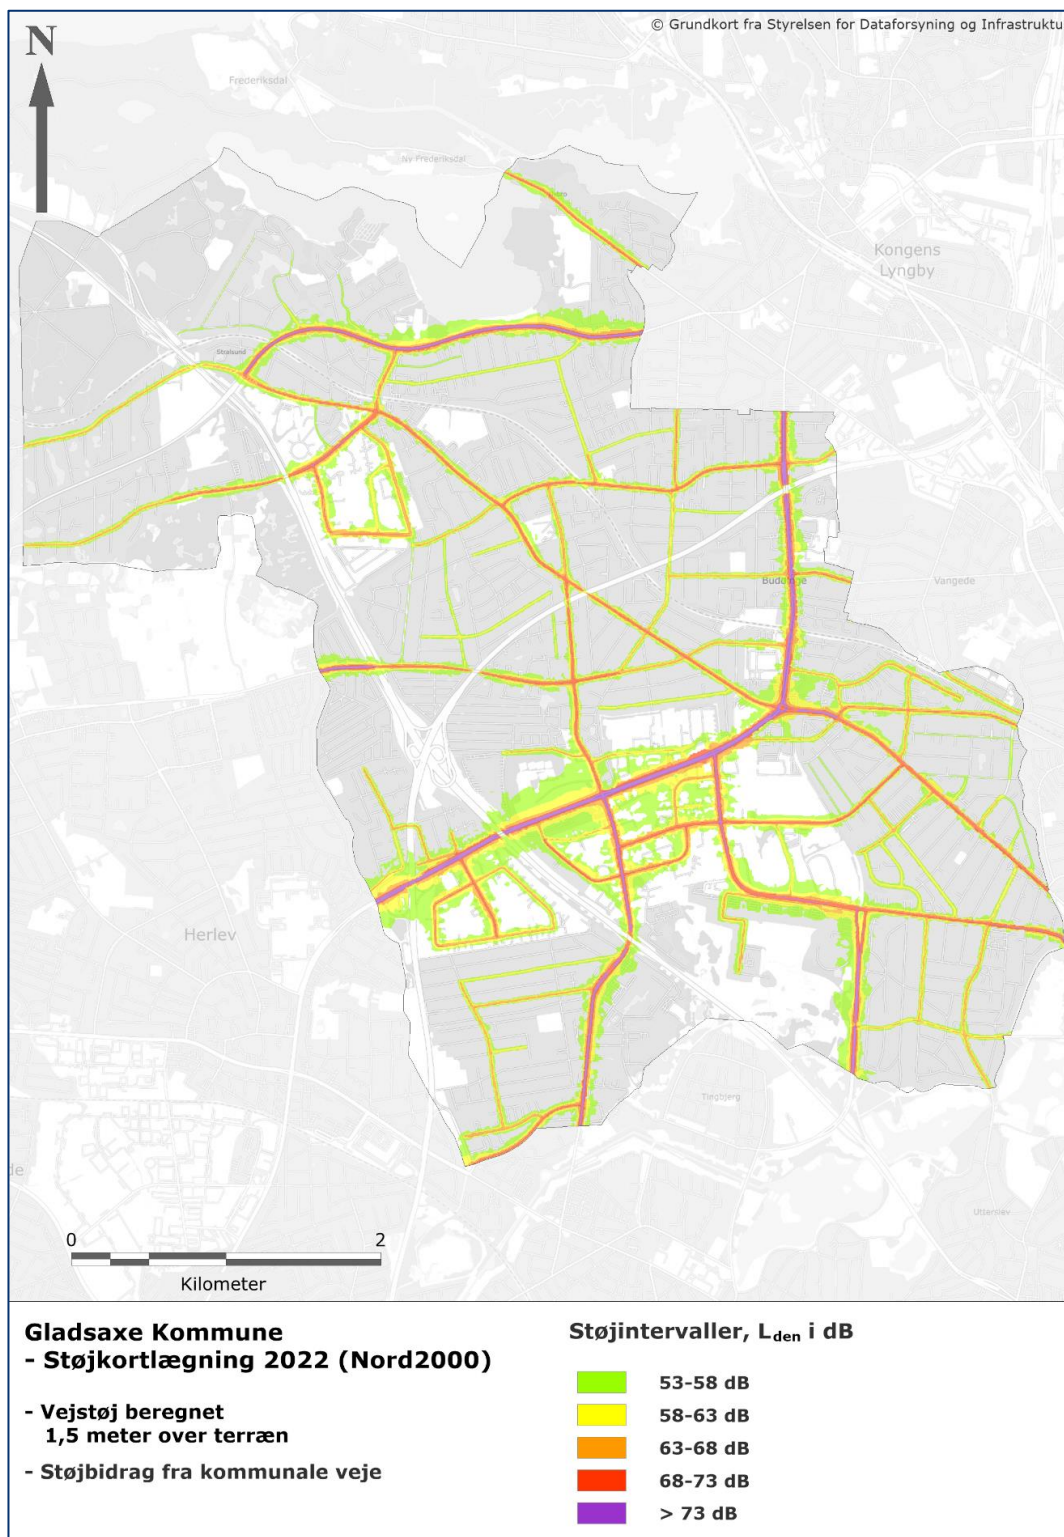 © Grundkort fra Styrelsen for Dataforsyning og Infrastruktu
N
Frederiksdal
Ny Frederiksdal
Kongens
Lyngby
Stralsund
Vangede
Herlev
Tingbjerg
de
Utterslev
0 2
Kilometer
Gladsaxe Kommune
- Støjkortlægning 2022 (Nord2000)
- Vejstøj beregnet
1,5 meter over terræn
- Støjbidrag fra kommunale veje
Støjintervaller, Lden i dB
53-58 dB
58-63 dB
63-68 dB
68-73 dB
> 73 dB